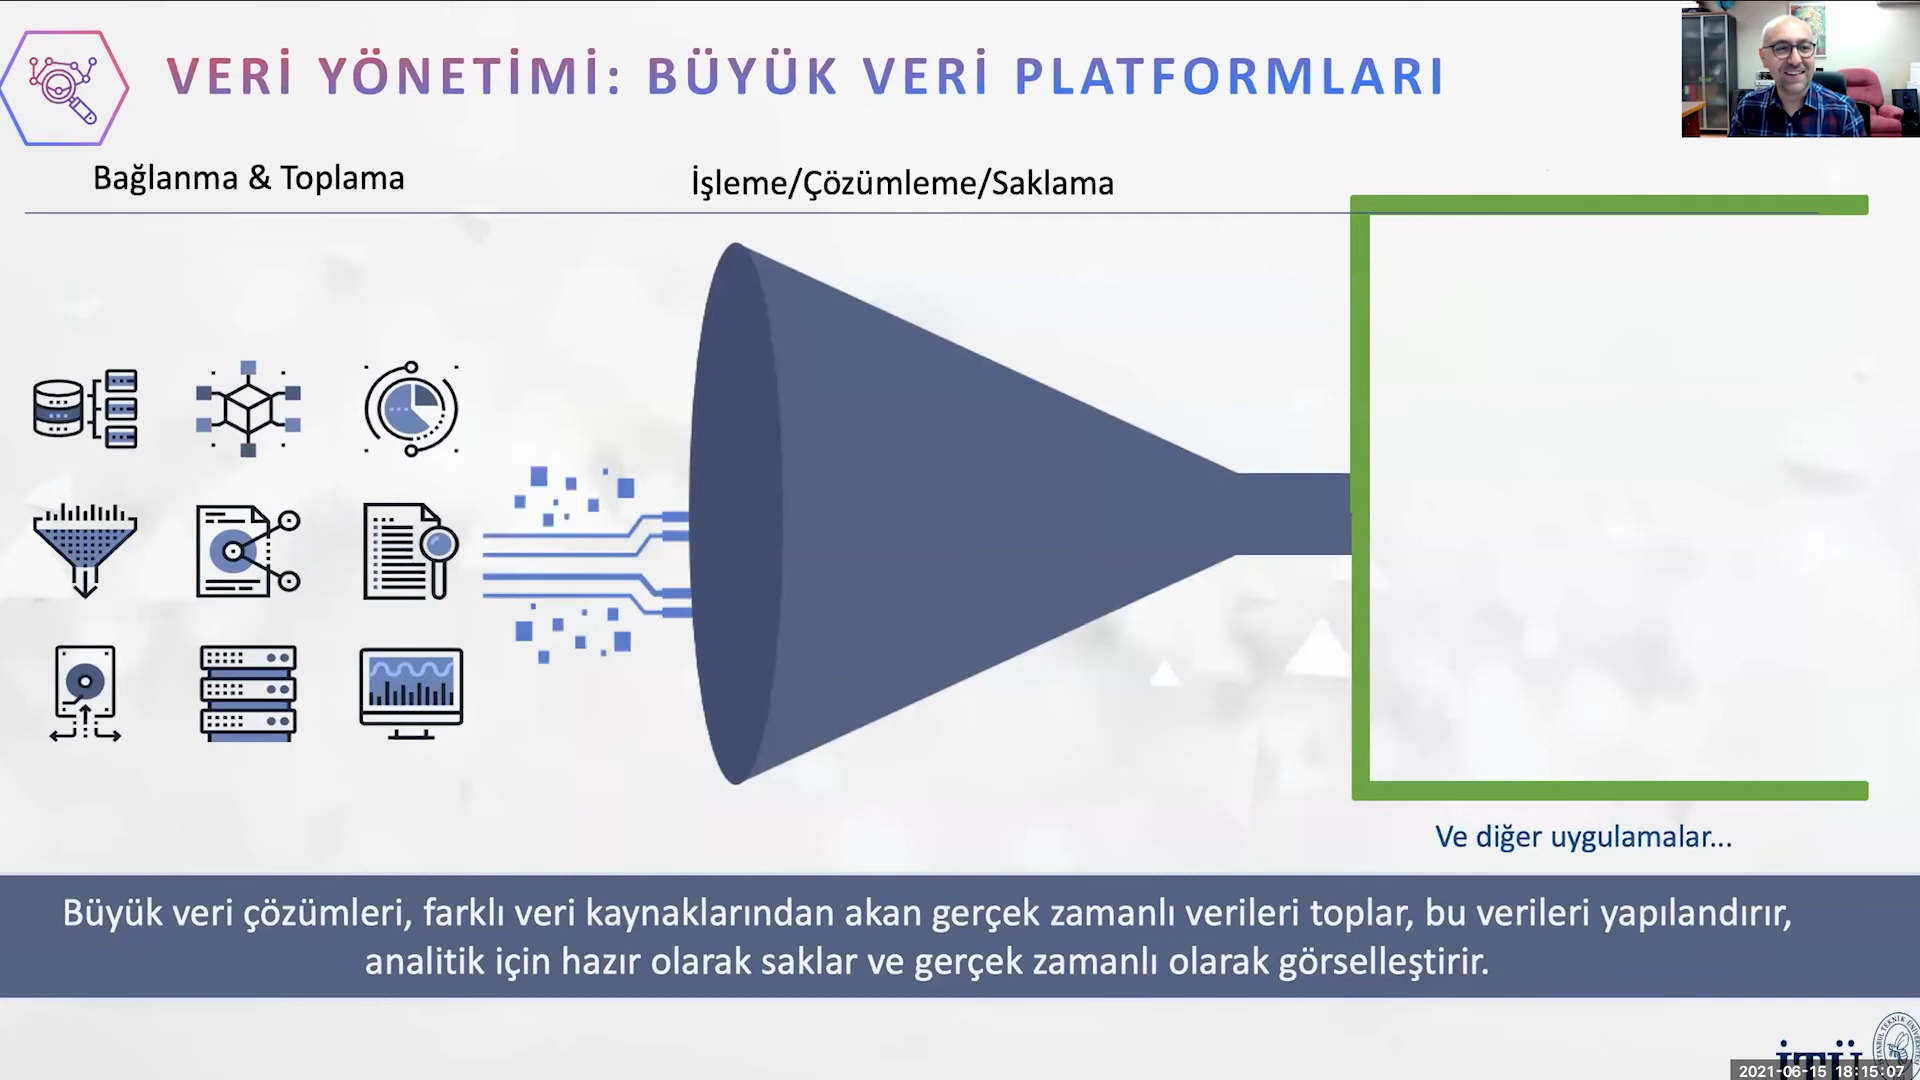 VERİ YÖNETİMİ: BÜYÜK VERİ PLATFORMLARI
Bağlanma & Toplama
İşleme/Çözümleme/Saklama
Ve diğer uygulamalar...
Büyük veri çözümleri, farklı veri kaynaklarından akan gerçek zamanlı verileri toplar, bu verileri yapılandırır,
analitik için hazır olarak saklar ve gerçek zamanlı olarak görselleştirir.
İTÜ
2021-06-15 18:15:07